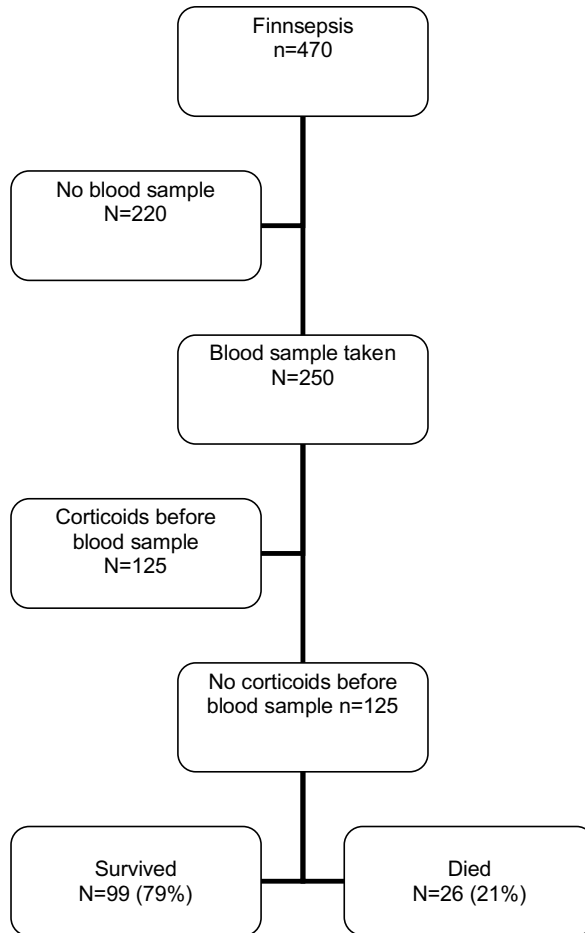 Finnsepsis
n=470
No blood sample
N=220
Blood sample taken
N=250
Corticoids before
blood sample
N=125
No corticoids before
blood sample n=125
Survived
N=99 (79%)
Died
N=26 (21%)